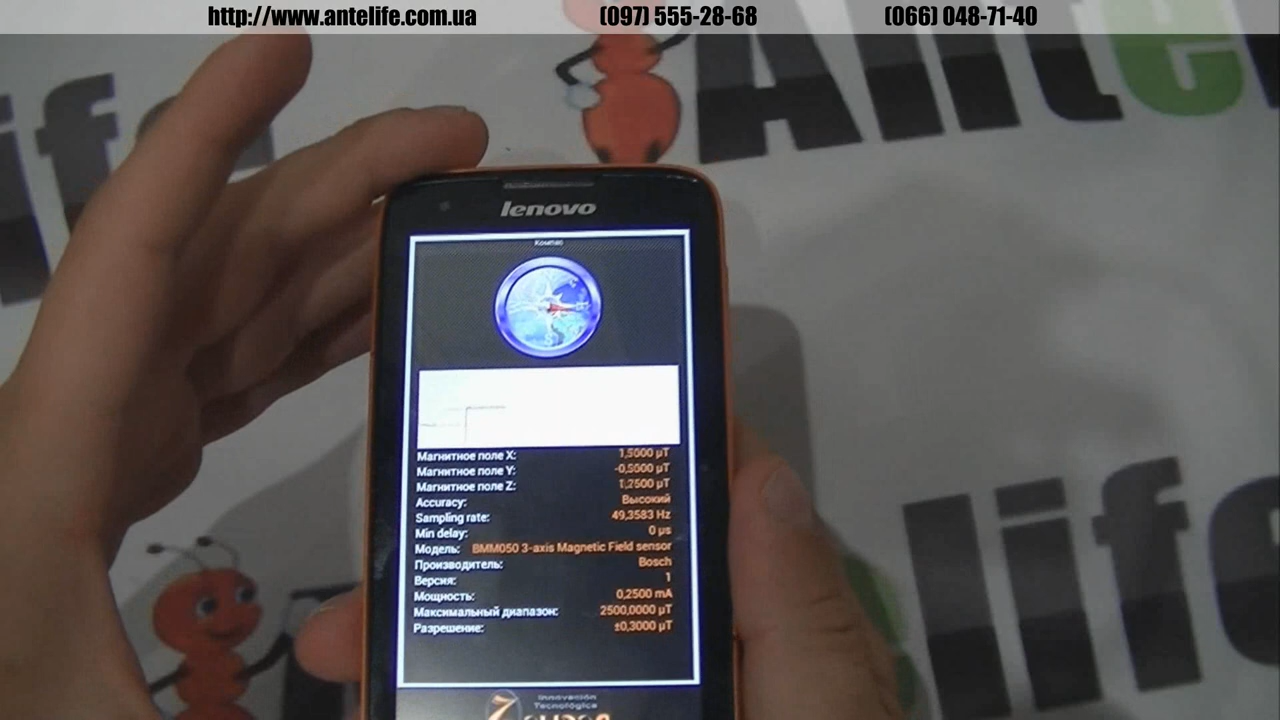 http://www.antelife.com.ua (097) 555-28-68 (066) 048-71-40
ife Ante
lenovo
Компас
Магнитное поле X: 1,5000 µT
Магнитное поле Y: -0,5000 µT
Магнитное поле Z: 1,2500 µT
Accuracy: Высокий
Sampling rate: 49,3583 Hz
Min delay: 0 µs
Модель: BMM050 3-axis Magnetic Field sensor
Производитель: Bosch
Версия: 1
Мощность: 0,2500 mA
Максимальный диапазон: 2500,0000 µT
Разрешение: ±0,3000 µT
life
Innovación
Tecnológica